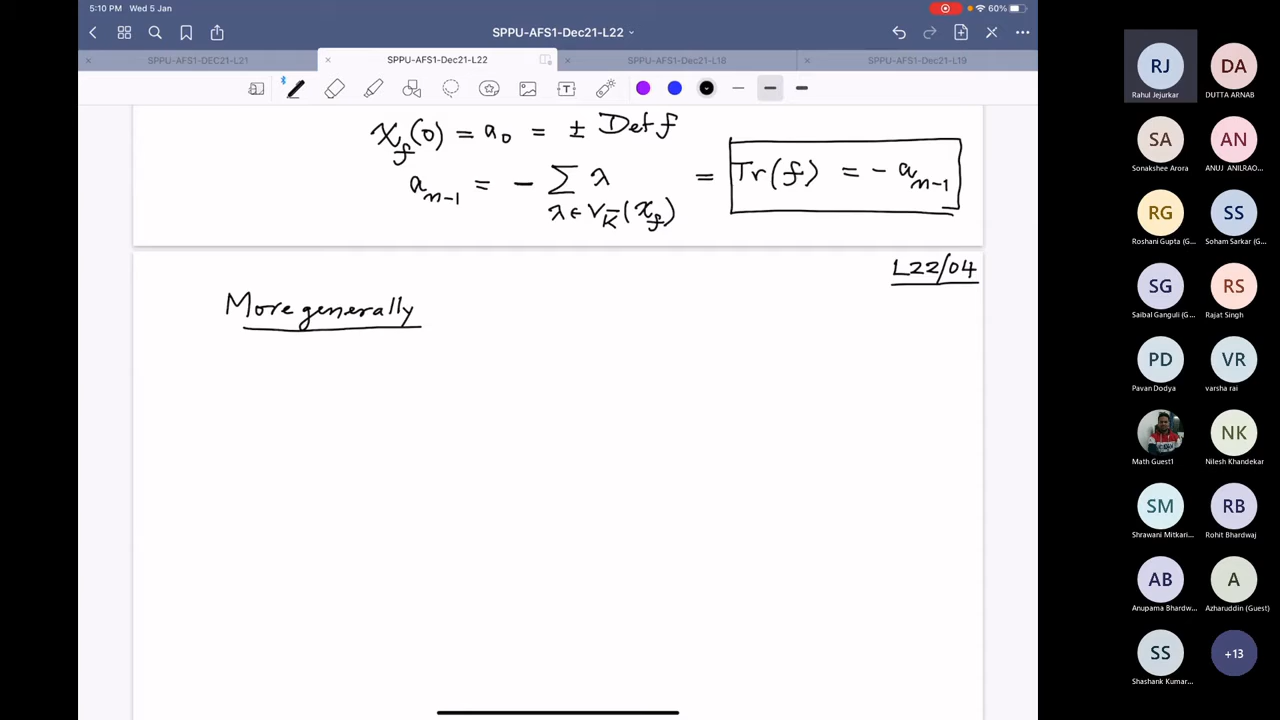 5:10 PM Wed 5 Jan
60%
SPPU-AFS1-Dec21-L22
SPPU-AFS1-DEC21-L21
SPPU-AFS1-Dec21-L22
SPPU-AFS1-Dec21-L18
SPPU-AFS1-Dec21-L19
χ_f(0) = a_0 = ± Det f
a_{n-1} = - Σ_{λ ∈ V_{K̄}(χ_f)} λ = Tr(f) = - a_{n-1}
L22/04
More generally
RJ
Rahul Jejurkar
DA
DUTTA ARNAB
SA
Sonakshee Arora
AN
ANUJ ANILRAO...
RG
Roshani Gupta (G...
SS
Soham Sarkar (G...
SG
Saibal Ganguli (G...
RS
Rajat Singh
PD
Pavan Dodya
VR
varsha rai
Math Guest1
NK
Nilesh Khandekar
SM
Shrawani Mitkari...
RB
Rohit Bhardwaj
AB
Anupama Bhardw...
A
Azharuddin (Guest)
SS
Shashank Kumar...
+13